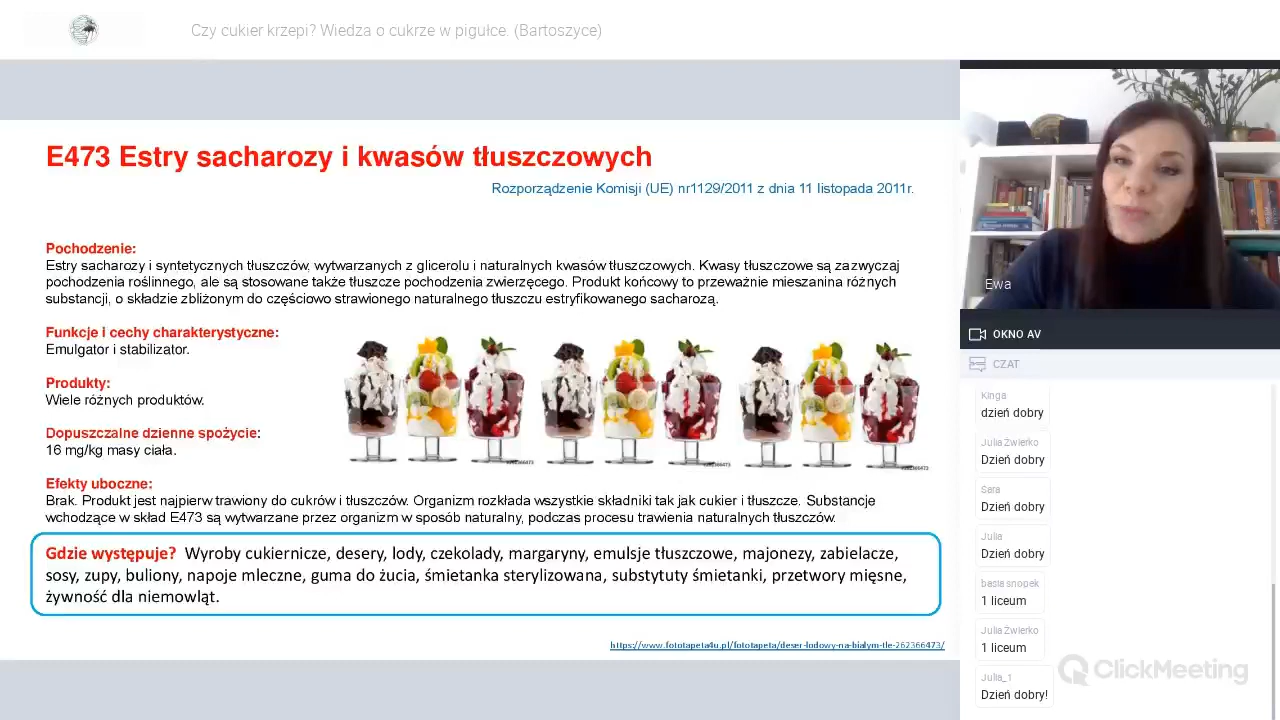 Czy cukier krzepi? Wiedza o cukrze w pigułce. (Bartoszyce)
E473 Estry sacharozy i kwasów tłuszczowych
Rozporządzenie Komisji (UE) nr1129/2011 z dnia 11 listopada 2011r.
Pochodzenie:
Estry sacharozy i syntetycznych tłuszczów, wytwarzanych z glicerolu i naturalnych kwasów tłuszczowych. Kwasy tłuszczowe są zazwyczaj
pochodzenia roślinnego, ale są stosowane także tłuszcze pochodzenia zwierzęcego. Produkt końcowy to przeważnie mieszanina różnych
substancji, o składzie zbliżonym do częściowo strawionego naturalnego tłuszczu estryfikowanego sacharozą.
Funkcje i cechy charakterystyczne:
Emulgator i stabilizator.
Produkty:
Wiele różnych produktów.
Dopuszczalne dzienne spożycie:
16 mg/kg masy ciała.
Efekty uboczne:
Brak. Produkt jest najpierw trawiony do cukrów i tłuszczów. Organizm rozkłada wszystkie składniki tak jak cukier i tłuszcze. Substancje
wchodzące w skład E473 są wytwarzane przez organizm w sposób naturalny, podczas procesu trawienia naturalnych tłuszczów.
Gdzie występuje? Wyroby cukiernicze, desery, lody, czekolady, margaryny, emulsje tłuszczowe, majonezy, zabielacze,
sosy, zupy, buliony, napoje mleczne, guma do żucia, śmietanka sterylizowana, substytuty śmietanki, przetwory mięsne,
żywność dla niemowląt.
https://www.fototapeta4u.pl/fototapeta/deser-lodowy-na-bialym-tle-262366473/
Ewa
OKNO AV
CZAT
Kinga
dzień dobry
Julia Żwierko
Dzień dobry
Sara
Dzień dobry
Julia
Dzień dobry
basia snopek
1 liceum
Julia Żwierko
1 liceum
Julia_1
Dzień dobry!
ClickMeeting